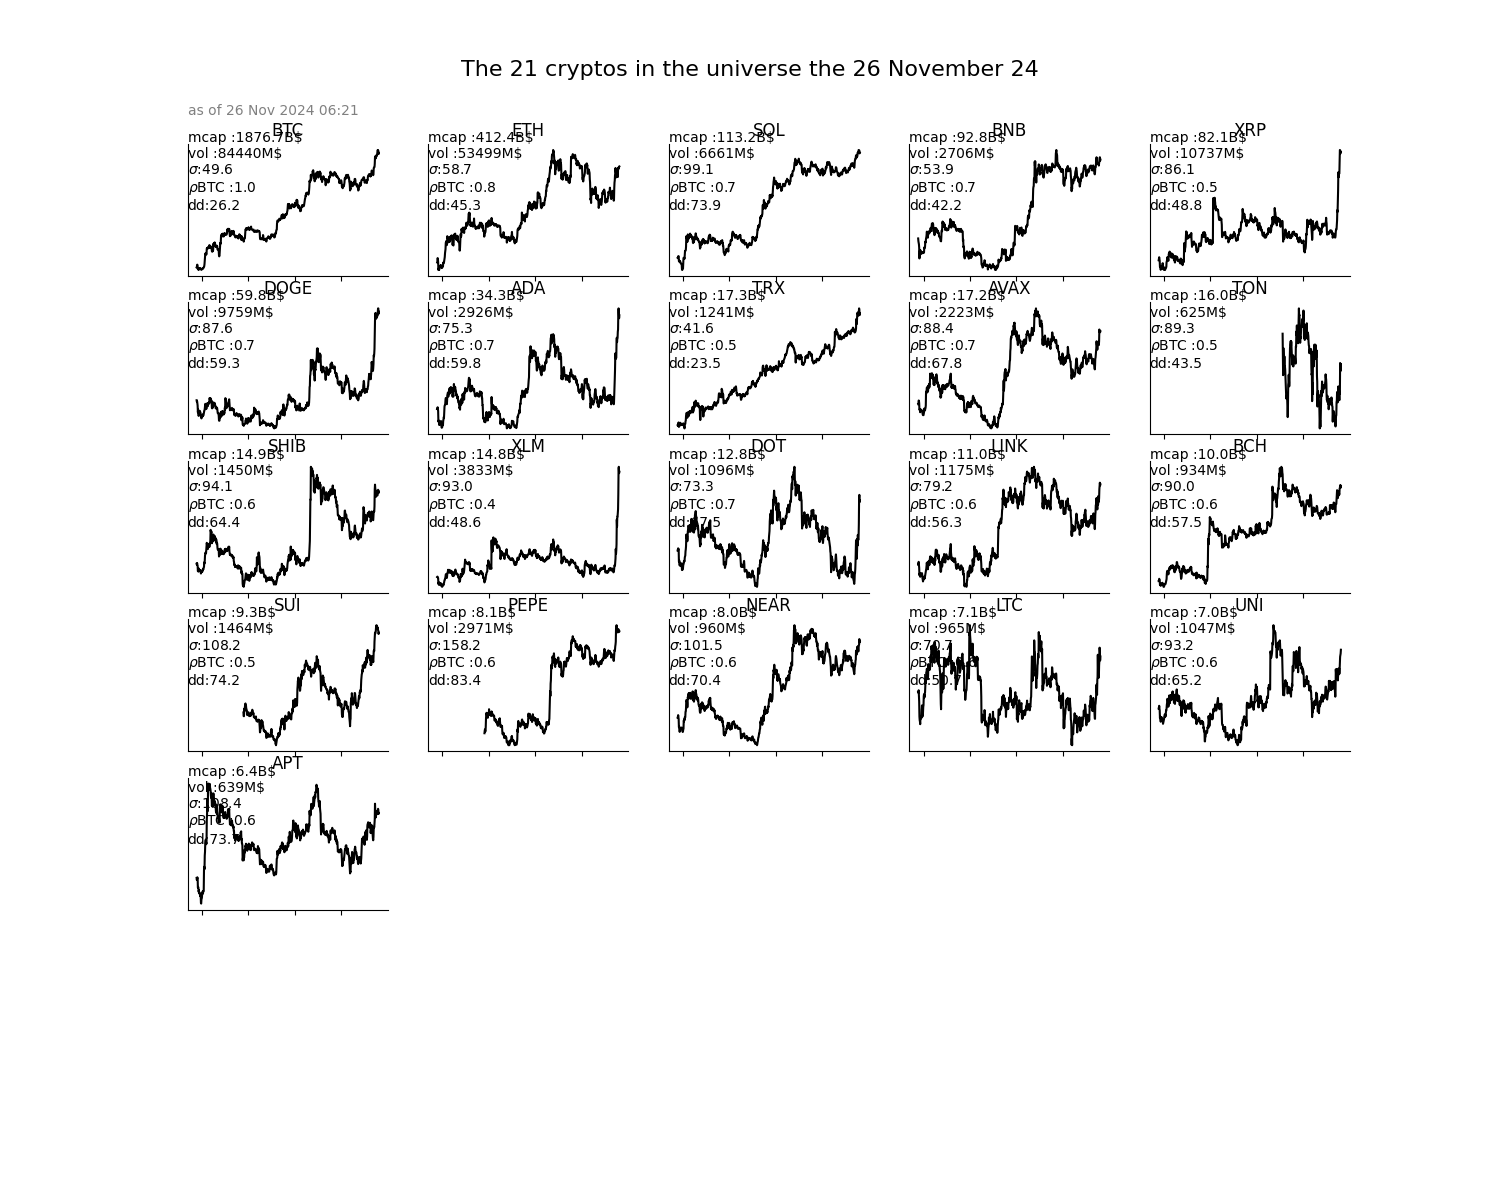 The 21 cryptos in the universe the 26 November 24
as of 26 Nov 2024 06:21
BTC
mcap :1876.7B$
vol :84440M$
σ:49.6
ρBTC :1.0
dd:26.2
ETH
mcap :412.4B$
vol :53499M$
σ:58.7
ρBTC :0.8
dd:45.3
SOL
mcap :113.2B$
vol :6661M$
σ:99.1
ρBTC :0.7
dd:73.9
BNB
mcap :92.8B$
vol :2706M$
σ:53.9
ρBTC :0.7
dd:42.2
XRP
mcap :82.1B$
vol :10737M$
σ:86.1
ρBTC :0.5
dd:48.8
DOGE
mcap :59.8B$
vol :9759M$
σ:87.6
ρBTC :0.7
dd:59.3
ADA
mcap :34.3B$
vol :2926M$
σ:75.3
ρBTC :0.7
dd:59.8
TRX
mcap :17.3B$
vol :1241M$
σ:41.6
ρBTC :0.5
dd:23.5
AVAX
mcap :17.2B$
vol :2223M$
σ:88.4
ρBTC :0.7
dd:67.8
TON
mcap :16.0B$
vol :625M$
σ:89.3
ρBTC :0.5
dd:43.5
SHIB
mcap :14.9B$
vol :1450M$
σ:94.1
ρBTC :0.6
dd:64.4
XLM
mcap :14.8B$
vol :3833M$
σ:93.0
ρBTC :0.4
dd:48.6
DOT
mcap :12.8B$
vol :1096M$
σ:73.3
ρBTC :0.7
LINK
mcap :11.0B$
vol :1175M$
σ:79.2
ρBTC :0.6
dd:56.3
BCH
mcap :10.0B$
vol :934M$
σ:90.0
ρBTC :0.6
dd:57.5
SUI
mcap :9.3B$
vol :1464M$
σ:108.2
ρBTC :0.5
dd:74.2
PEPE
mcap :8.1B$
vol :2971M$
σ:158.2
ρBTC :0.6
dd:83.4
NEAR
mcap :8.0B$
vol :960M$
σ:101.5
ρBTC :0.6
dd:70.4
LTC
mcap :7.1B$
vol :965M$
ρBTC
UNI
mcap :7.0B$
vol :1047M$
σ:93.2
ρBTC :0.6
dd:65.2
APT
mcap :6.4B$
vol :639M$
σ:108.4
ρBTC :0.6